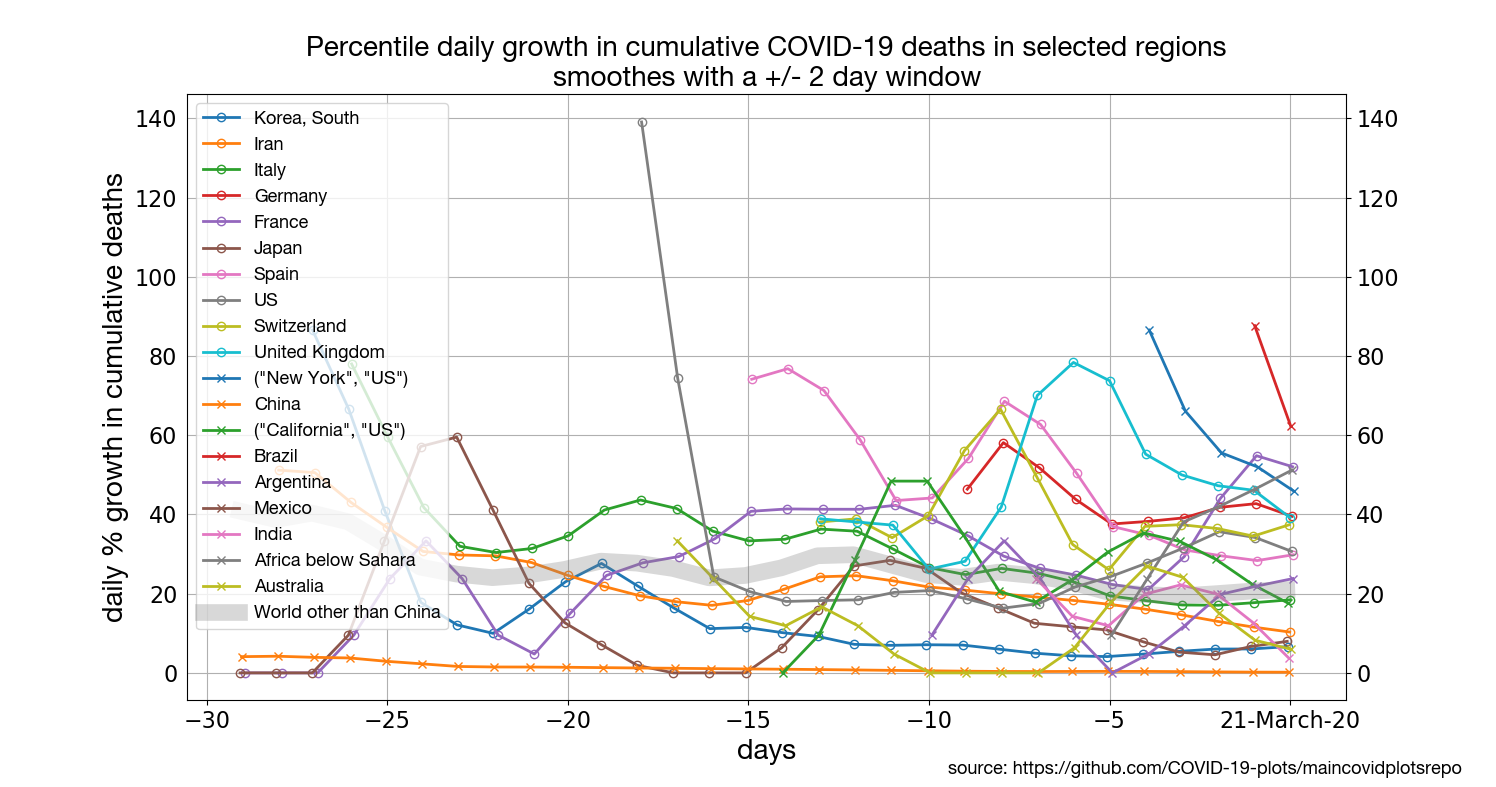 Percentile daily growth in cumulative COVID-19 deaths in selected regions
smoothes with a +/- 2 day window
daily % growth in cumulative deaths
140
120
100
80
60
40
20
0
Korea, South
Iran
Italy
Germany
France
Japan
Spain
US
Switzerland
United Kingdom
("New York", "US")
China
("California", "US")
Brazil
Argentina
Mexico
India
Africa below Sahara
Australia
World other than China
140
120
100
80
60
40
20
0
−30 −25 −20 −15 −10 −5 21-March-20
days
source: https://github.com/COVID-19-plots/maincovidplotsrepo